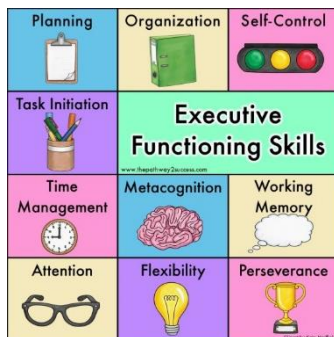 Planning
Organization
Self-Control
Task Initiation
Executive
Functioning Skills
www.thepathway2success.com
Time
Management
Metacognition
Working
Memory
Attention
Flexibility
Perseverance